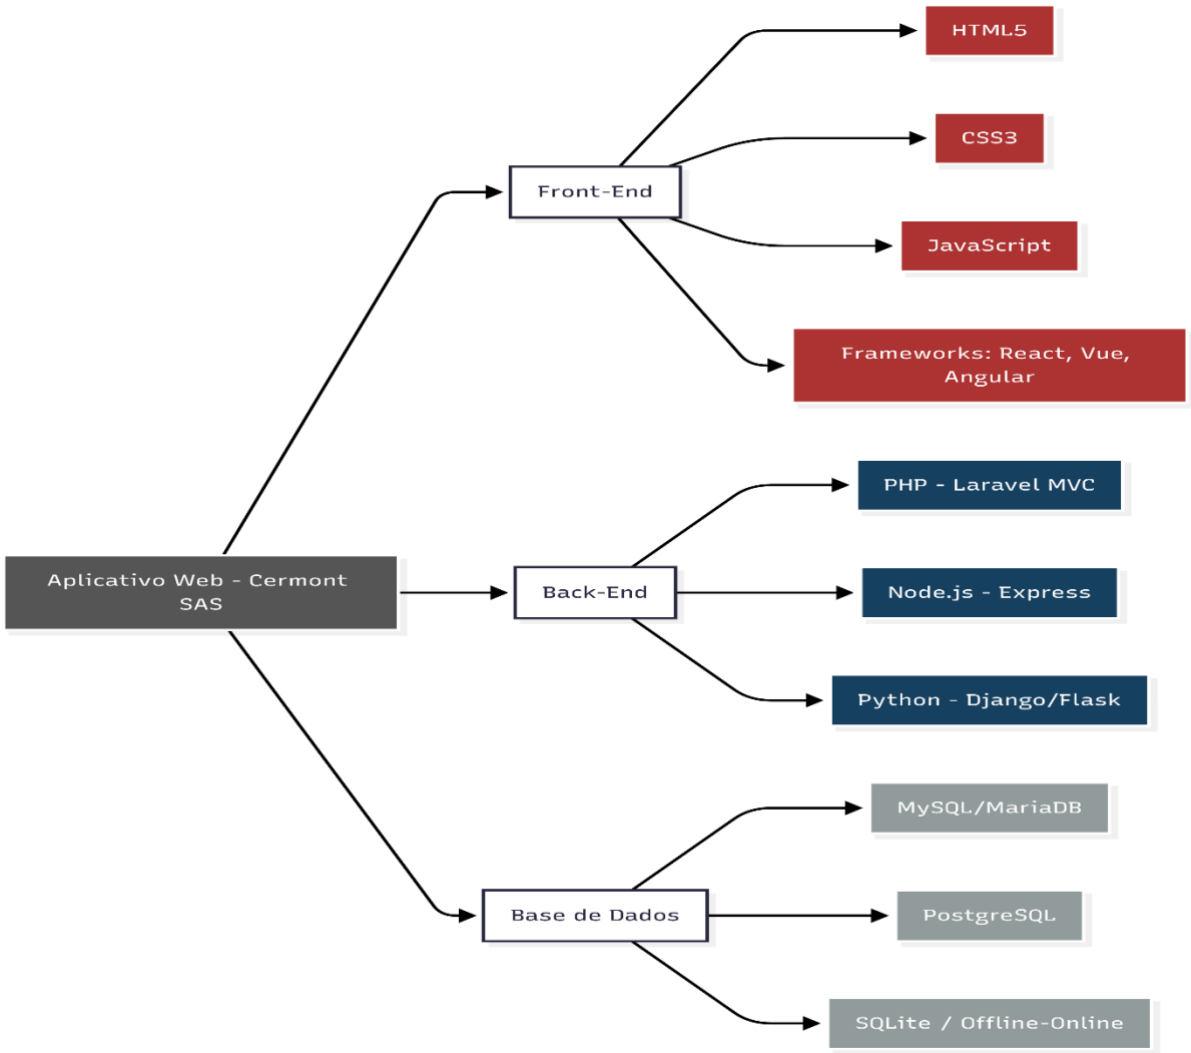 HTML5
CSS3
Front-End
JavaScript
Frameworks: React, Vue,
Angular
PHP - Laravel MVC
Aplicativo Web - Cermont
SAS
Back-End
Node.js - Express
Python - Django/Flask
MySQL/MariaDB
Base de Dados
PostgreSQL
SQLite / Offline-Online